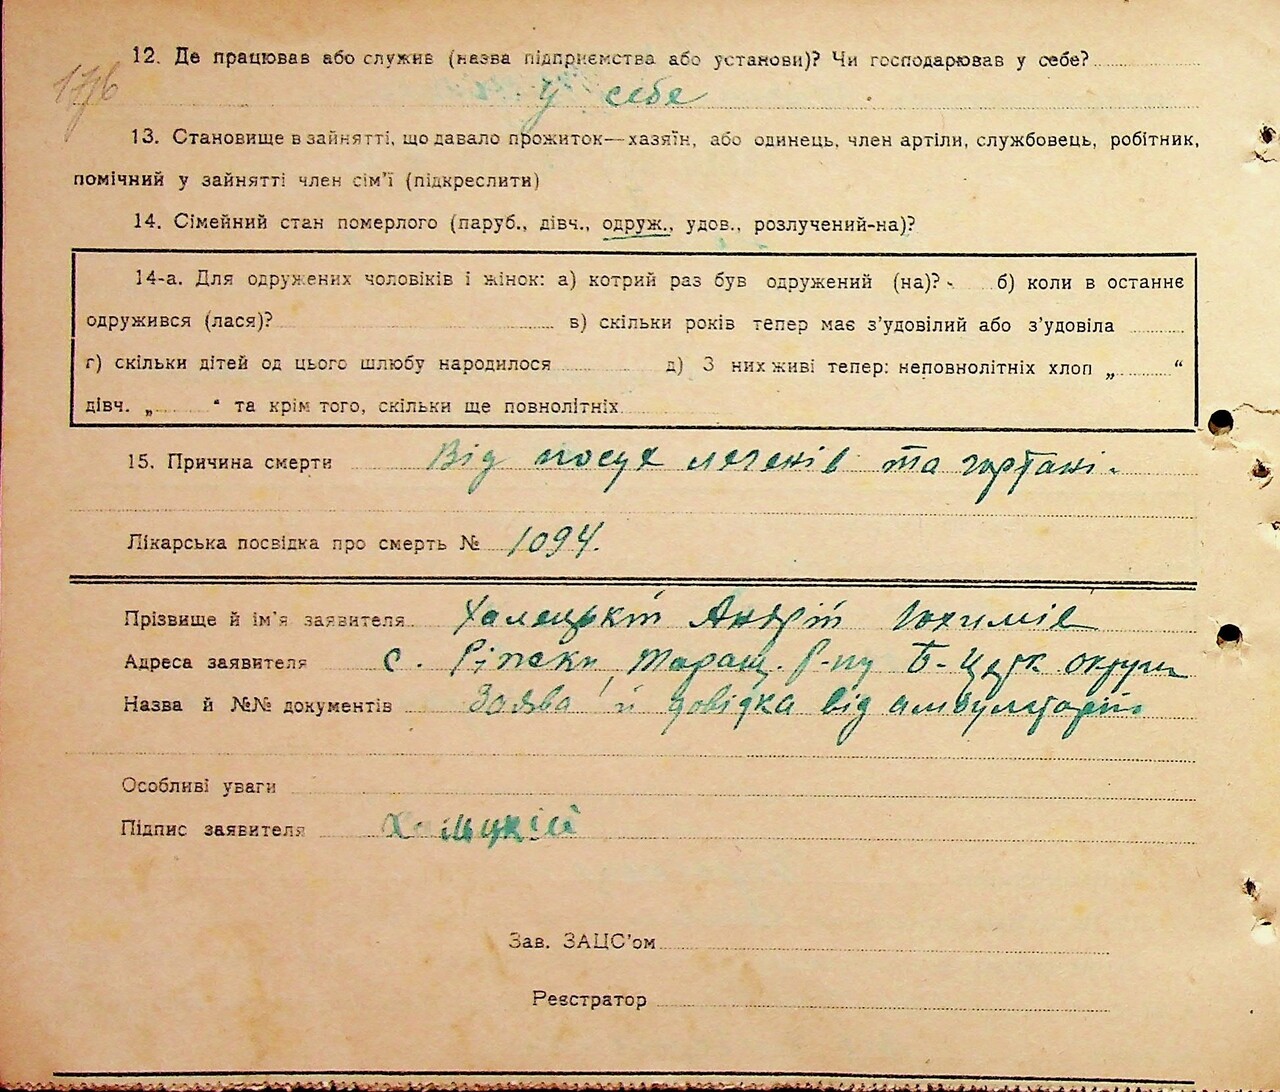 12. Де працював або служив (назва підприємства або установи)? Чи господарював у себе?
176
У себе
13. Становище в зайнятті, що давало прожиток—хазяїн, або одинець, член артіли, службовець, робітник,
помічний у зайнятті член сім'ї (підкреслити)
14. Сімейний стан померлого (паруб., дівч., одруж., удов., розлучений-на)?
14-а. Для одружених чоловіків і жінок: а) котрий раз був одружений (на)? б) коли в останнє
одружився (лася)? в) скільки років тепер має з'удовілий або з'удовіла
г) скільки дітей од цього шлюбу народилося д) З них живі тепер: неповнолітніх хлоп „ “
дівч. „ “ та крім того, скільки ще повнолітніх
15. Причина смерти Від легенів та гортані.
Лікарська посвідка про смерть № 1094.
Прізвище й ім'я заявителя Халецький Андрій Юхимів
Адреса заявителя с. Ріпки, Таращ. Р-ну Б-Церк округи
Назва й №№ документів Заява й довідка від амбулаторії
Особливі уваги
Підпис заявителя
Зав. ЗАЦС'ом
Реєстратор